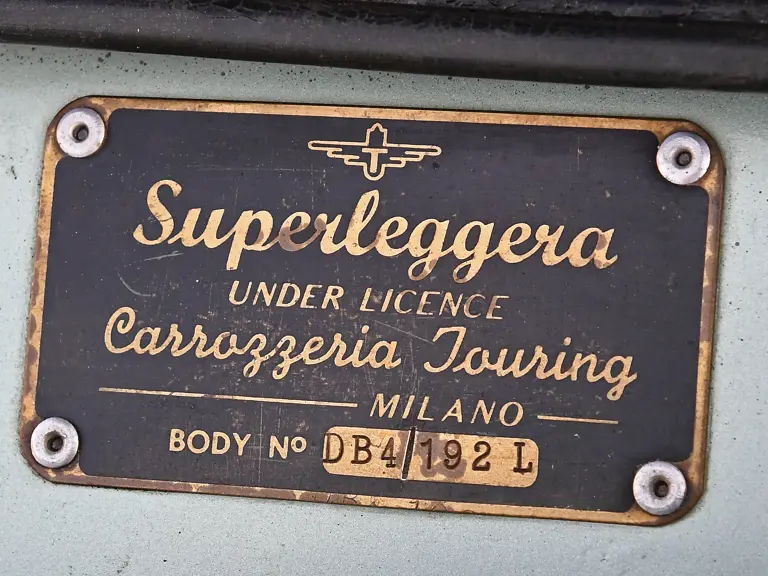 T
Superleggera
UNDER LICENCE
Carrozzeria Touring
MILANO
BODY Nº DB4/192 L